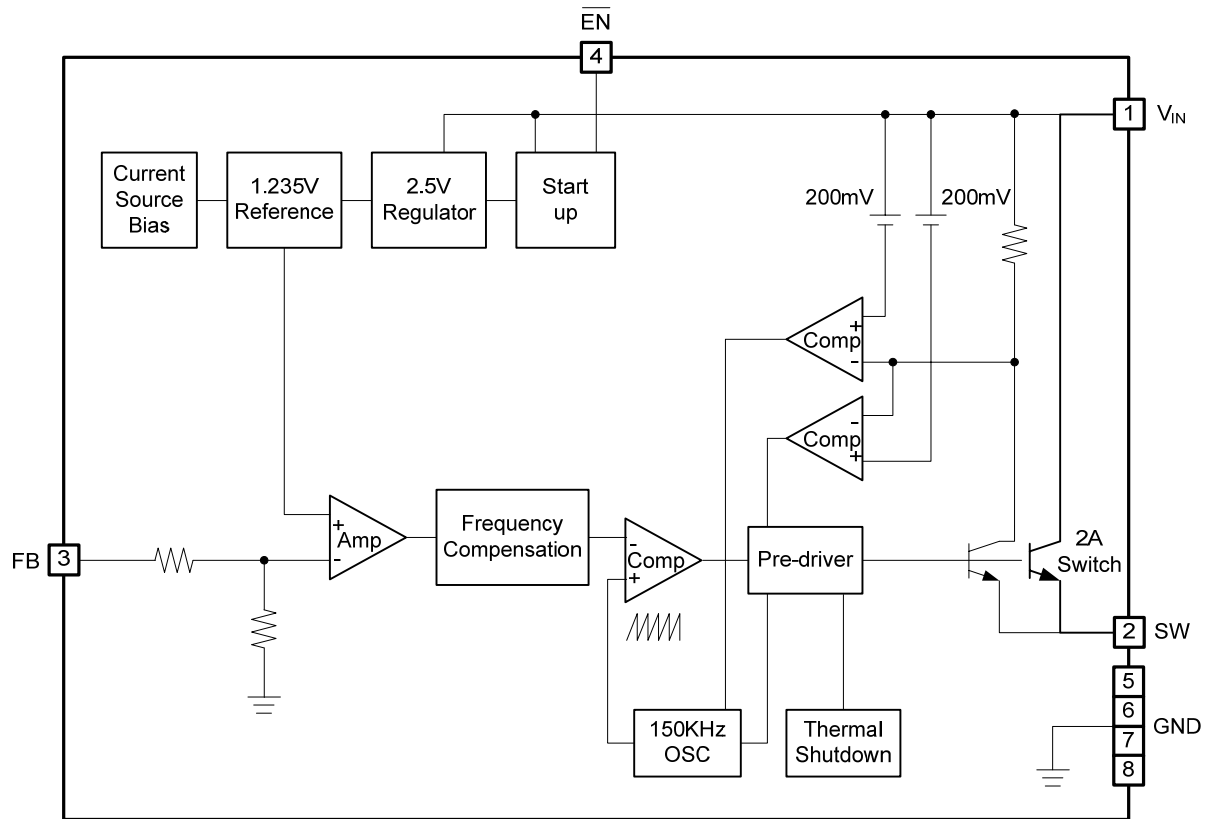 EN
4
1
VIN
Current
Source
Bias
1.235V
Reference
2.5V
Regulator
Start
up
200mV
200mV
+
Comp
-
-
Comp
+
FB
3
+
Amp
-
Frequency
Compensation
-
Comp
+
Pre-driver
2A
Switch
2
SW
5
6
7
8
GND
150KHz
OSC
Thermal
Shutdown